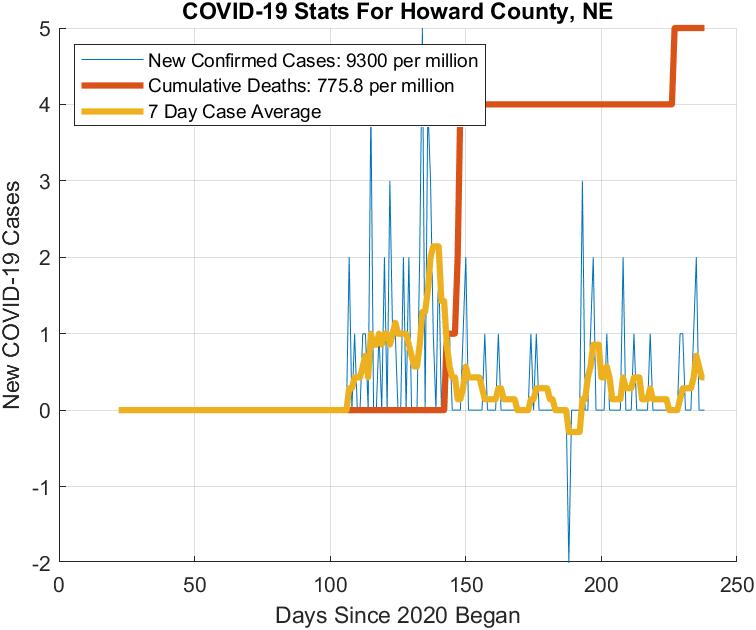 COVID-19 Stats For Howard County, NE
New Confirmed Cases: 9300 per million
Cumulative Deaths: 775.8 per million
7 Day Case Average
New COVID-19 Cases
5
4
3
2
1
0
-1
-2
0 50 100 150 200 250
Days Since 2020 Began